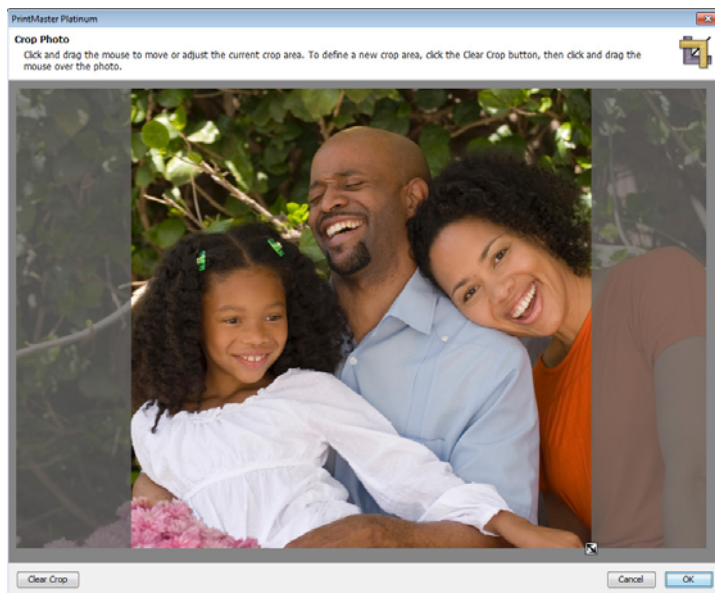 PrintMaster Platinum
Crop Photo
Click and drag the mouse to move or adjust the current crop area. To define a new crop area, click the Clear Crop button, then click and drag the
mouse over the photo.
Clear Crop
Cancel
OK